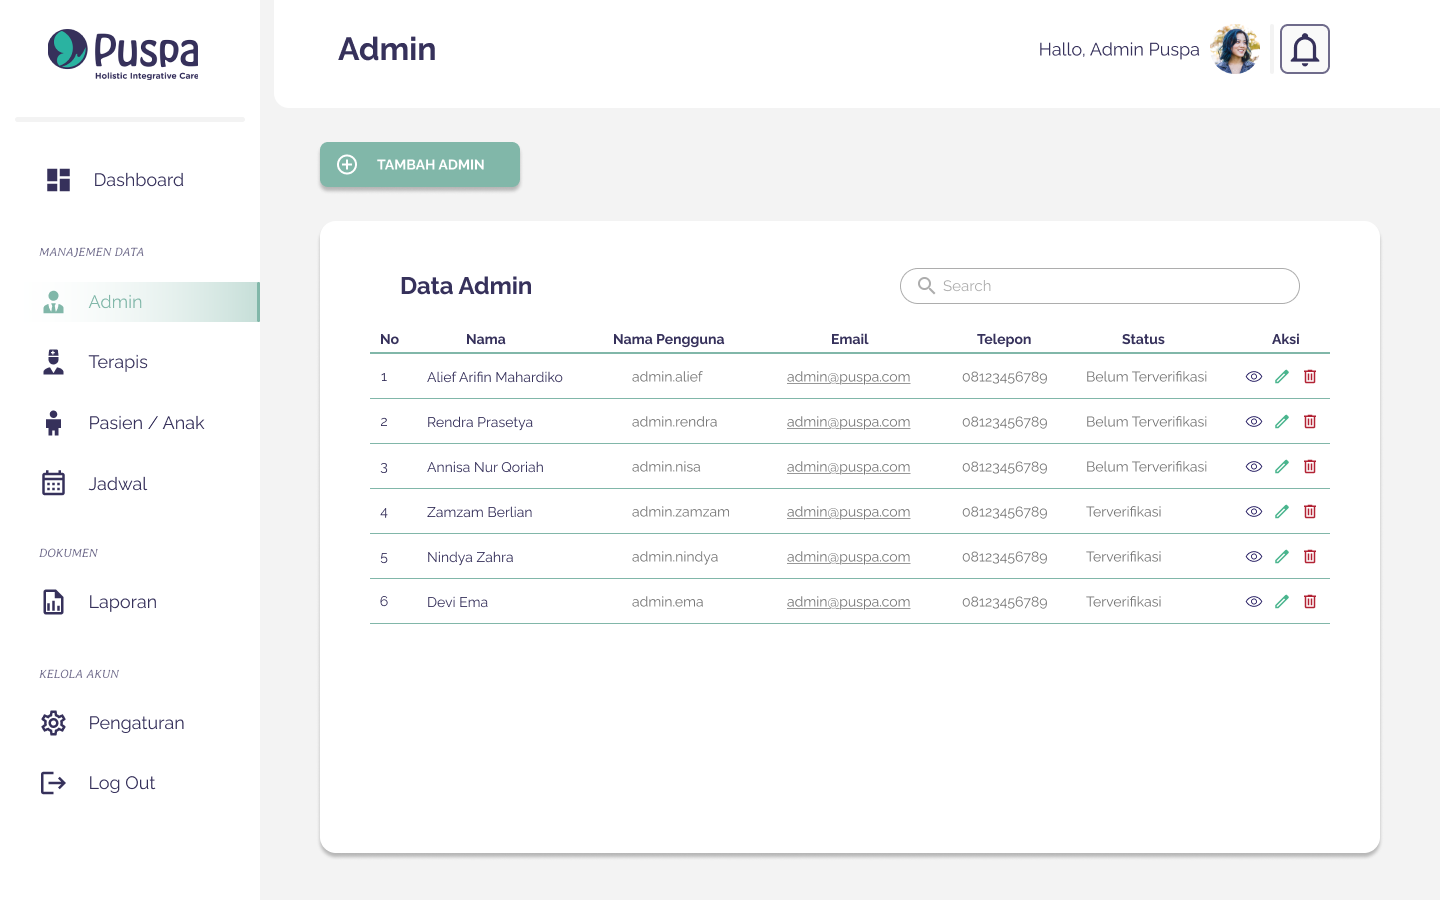 Puspa
Holistic Integrative Care
Admin
Hallo, Admin Puspa
Dashboard
MANAJEMEN DATA
Admin
Terapis
Pasien / Anak
Jadwal
DOKUMEN
Laporan
KELOLA AKUN
Pengaturan
Log Out
TAMBAH ADMIN
Data Admin
Search
No Nama Nama Pengguna Email Telepon Status Aksi
1 Alief Arifin Mahardiko admin.alief admin@puspa.com 08123456789 Belum Terverifikasi
2 Rendra Prasetya admin.rendra admin@puspa.com 08123456789 Belum Terverifikasi
3 Annisa Nur Qoriah admin.nisa admin@puspa.com 08123456789 Belum Terverifikasi
4 Zamzam Berlian admin.zamzam admin@puspa.com 08123456789 Terverifikasi
5 Nindya Zahra admin.nindya admin@puspa.com 08123456789 Terverifikasi
6 Devi Ema admin.ema admin@puspa.com 08123456789 Terverifikasi